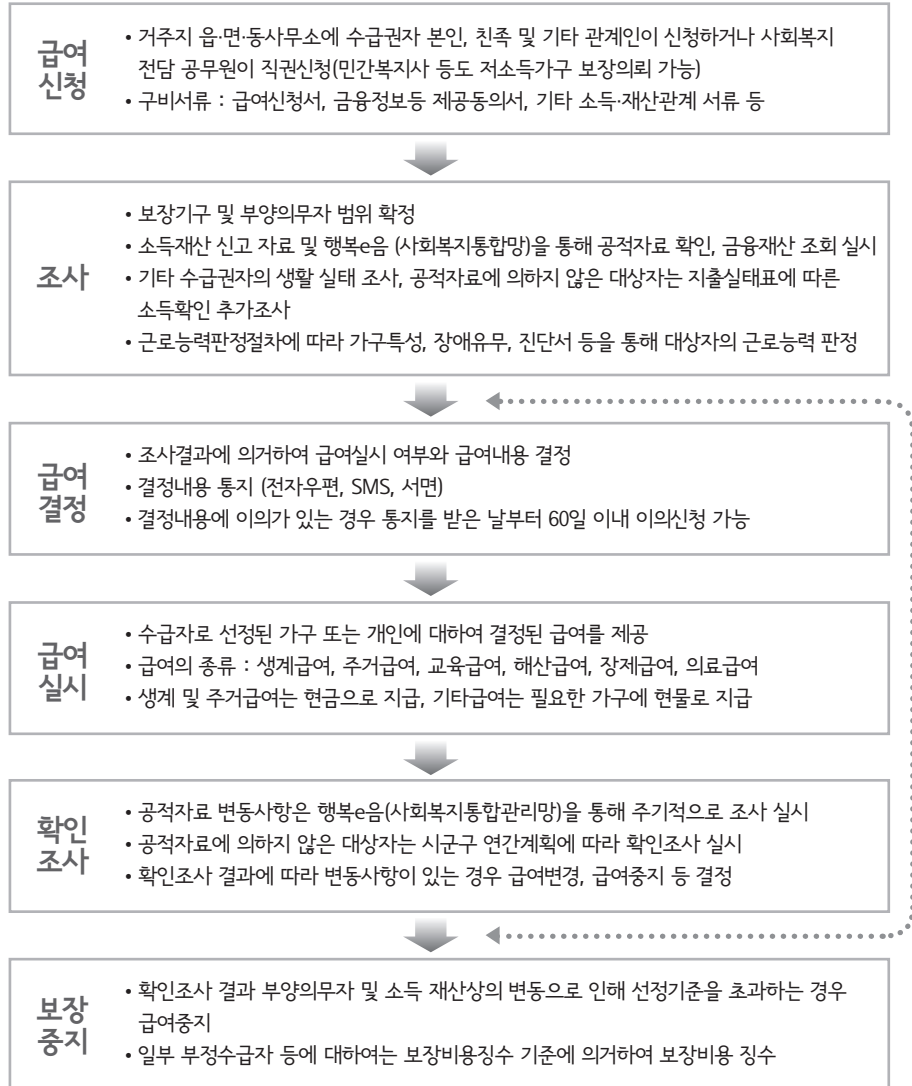 급여
신청
• 거주지 읍·면·동사무소에 수급권자 본인, 친족 및 기타 관계인이 신청하거나 사회복지
전담 공무원이 직권신청(민간복지사 등도 저소득가구 보장의뢰 가능)
• 구비서류 : 급여신청서, 금융정보등 제공동의서, 기타 소득·재산관계 서류 등
조사
• 보장기구 및 부양의무자 범위 확정
• 소득재산 신고 자료 및 행복e음 (사회복지통합망)을 통해 공적자료 확인, 금융재산 조회 실시
• 기타 수급권자의 생활 실태 조사, 공적자료에 의하지 않은 대상자는 지출실태표에 따른
소득확인 추가조사
• 근로능력판정절차에 따라 가구특성, 장애유무, 진단서 등을 통해 대상자의 근로능력 판정
급여
결정
• 조사결과에 의거하여 급여실시 여부와 급여내용 결정
• 결정내용 통지 (전자우편, SMS, 서면)
• 결정내용에 이의가 있는 경우 통지를 받은 날부터 60일 이내 이의신청 가능
급여
실시
• 수급자로 선정된 가구 또는 개인에 대하여 결정된 급여를 제공
• 급여의 종류 : 생계급여, 주거급여, 교육급여, 해산급여, 장제급여, 의료급여
• 생계 및 주거급여는 현금으로 지급, 기타급여는 필요한 가구에 현물로 지급
확인
조사
• 공적자료 변동사항은 행복e음(사회복지통합관리망)을 통해 주기적으로 조사 실시
• 공적자료에 의하지 않은 대상자는 시군구 연간계획에 따라 확인조사 실시
• 확인조사 결과에 따라 변동사항이 있는 경우 급여변경, 급여중지 등 결정
보장
중지
• 확인조사 결과 부양의무자 및 소득 재산상의 변동으로 인해 선정기준을 초과하는 경우
급여중지
• 일부 부정수급자 등에 대하여는 보장비용징수 기준에 의거하여 보장비용 징수